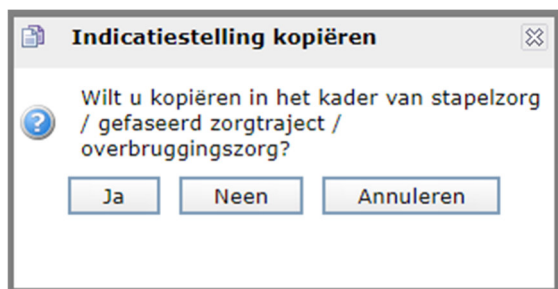 Indicatiestelling kopiëren
Wilt u kopiëren in het kader van stapelzorg
/ gefaseerd zorgtraject /
overbruggingszorg?
Ja Neen Annuleren